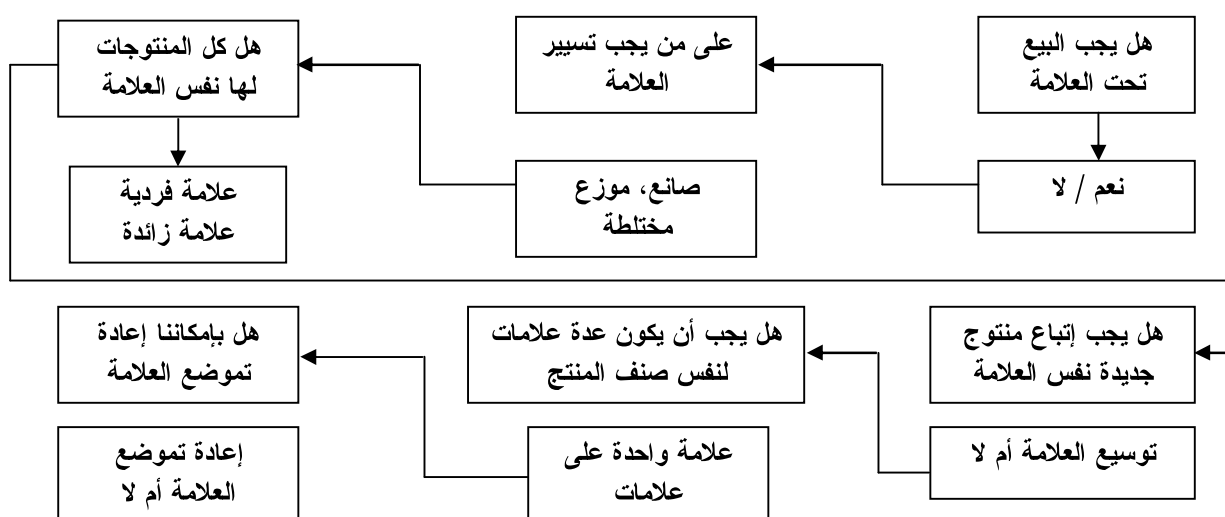 هل يجب البيع
تحت العلامة
نعم / لا
على من يجب تسيير
العلامة
صانع، موزع
مختلطة
هل كل المنتوجات
لها نفس العلامة
علامة فردية
علامة زائدة
هل يجب إتباع منتوج
جديدة نفس العلامة
توسيع العلامة أم لا
هل يجب أن يكون عدة علامات
لنفس صنف المنتج
علامة واحدة على
علامات
هل بإمكاننا إعادة
تموضع العلامة
إعادة تموضع
العلامة أم لا